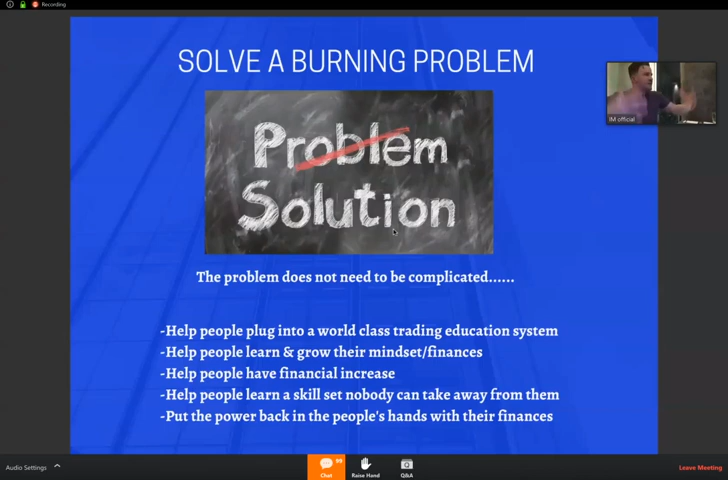 Recording
SOLVE A BURNING PROBLEM
Problem
Solution
IM official
The problem does not need to be complicated......
-Help people plug into a world class trading education system
-Help people learn & grow their mindset/finances
-Help people have financial increase
-Help people learn a skill set nobody can take away from them
-Put the power back in the people's hands with their finances
Audio Settings
Chat
Raise Hand
Q&A
Leave Meeting